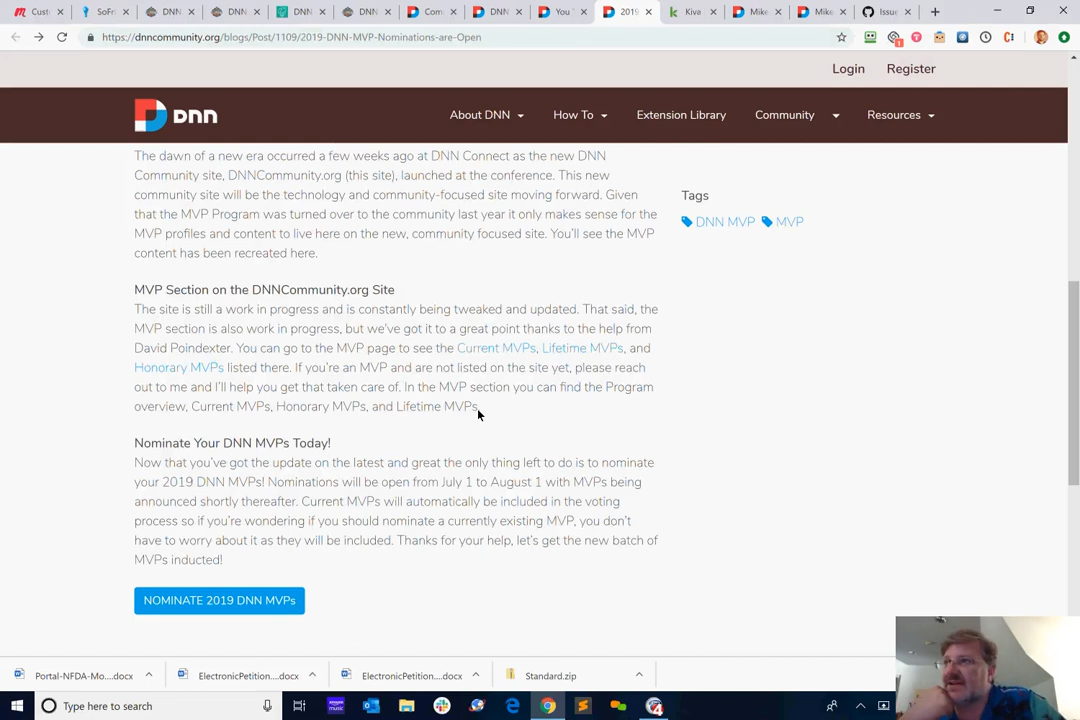 Cust
SoFr
DNN
DNN
DNN
DNN
Com
DNN
You
2019
Kiva
Mike
Mike
Issue
https://dnncommunity.org/blogs/Post/1109/2019-DNN-MVP-Nominations-are-Open
Login Register
DNN About DNN How To Extension Library Community Resources
The dawn of a new era occurred a few weeks ago at DNN Connect as the new DNN
Community site, DNNCommunity.org (this site), launched at the conference. This new
community site will be the technology and community-focused site moving forward. Given
that the MVP Program was turned over to the community last year it only makes sense for the
MVP profiles and content to live here on the new, community focused site. You'll see the MVP
content has been recreated here.
Tags
DNN MVP MVP
MVP Section on the DNNCommunity.org Site
The site is still a work in progress and is constantly being tweaked and updated. That said, the
MVP section is also work in progress, but we've got it to a great point thanks to the help from
David Poindexter. You can go to the MVP page to see the Current MVPs, Lifetime MVPs, and
Honorary MVPs listed there. If you're an MVP and are not listed on the site yet, please reach
out to me and I'll help you get that taken care of. In the MVP section you can find the Program
overview, Current MVPs, Honorary MVPs, and Lifetime MVPs.
Nominate Your DNN MVPs Today!
Now that you've got the update on the latest and great the only thing left to do is to nominate
your 2019 DNN MVPs! Nominations will be open from July 1 to August 1 with MVPs being
announced shortly thereafter. Current MVPs will automatically be included in the voting
process so if you're wondering if you should nominate a currently existing MVP, you don't
have to worry about it as they will be included. Thanks for your help, let's get the new batch of
MVPs inducted!
NOMINATE 2019 DNN MVPs
Portal-NFDA-Mo....docx
ElectronicPetition....docx
ElectronicPetition....docx
Standard.zip
Type here to search